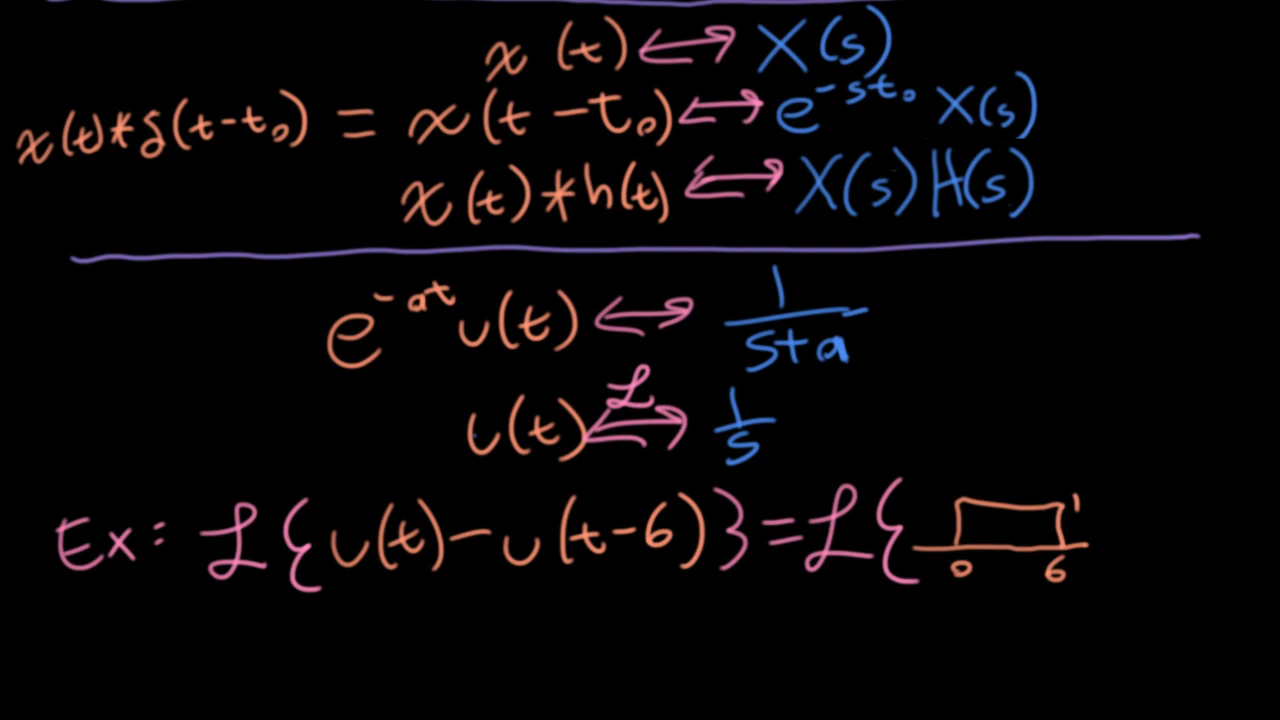 x(t) ↔ X(s)
x(t)*δ(t-t₀) = x(t-t₀) ↔ e^{-st₀} X(s)
x(t)*h(t) ↔ X(s)H(s)
e^{-at}u(t) ↔ 1/(s+a)
u(t) ℒ↔ 1/s
Ex: ℒ{u(t)-u(t-6)} = ℒ{ 0 6 1